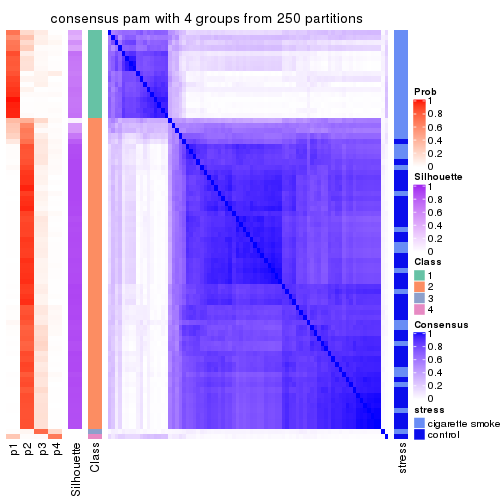 consensus pam with 4 groups from 250 partitions
Prob
1
0.8
0.6
0.4
0.2
0
Silhouette
1
0.8
0.6
0.4
0.2
0
Class
1
2
3
4
Consensus
1
0.8
0.6
0.4
0.2
0
stress
cigarette smoke
control
p1
p2
p3
p4
Silhouette
Class
stress